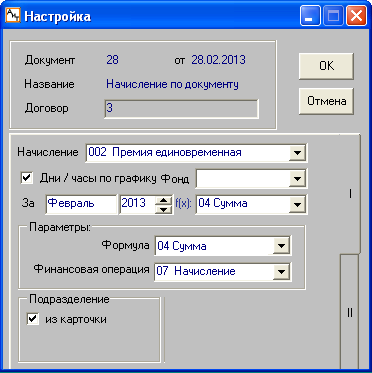 Настройка
Документ 28 от 28.02.2013
OK
Название Начисление по документу
Отмена
Договор 3
Начисление 002 Премия единовременная
Дни / часы по графику Фонд
I
За Февраль 2013 f(x): 04 Сумма
Параметры:
Формула 04 Сумма
Финансовая операция 07 Начисление
Подразделение
II
из карточки